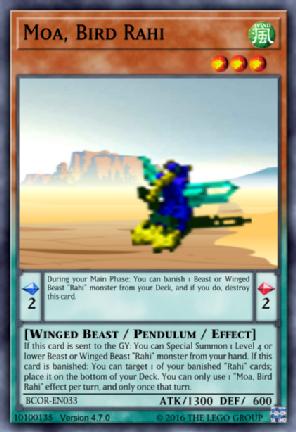 MOA, BIRD RAHI
WIND
風
During your Main Phase: You can banish 1 Beast or Winged
Beast "Rahi" monster from your Deck, and if you do, destroy
this card.
2
2
[WINGED BEAST / PENDULUM / EFFECT]
If this card is sent to the GY: You can Special Summon 1 Level 4 or
lower Beast or Winged Beast "Rahi" monster from your hand. If this
card is banished: You can target 1 of your banished "Rahi" cards;
place it on the bottom of your Deck. You can only use 1 "Moa, Bird
Rahi" effect per turn, and only once that turn.
BCOR-EN033
ATK/1300 DEF/ 600
10100138 Version 4.7.0
©2016 THE LEGO GROUP